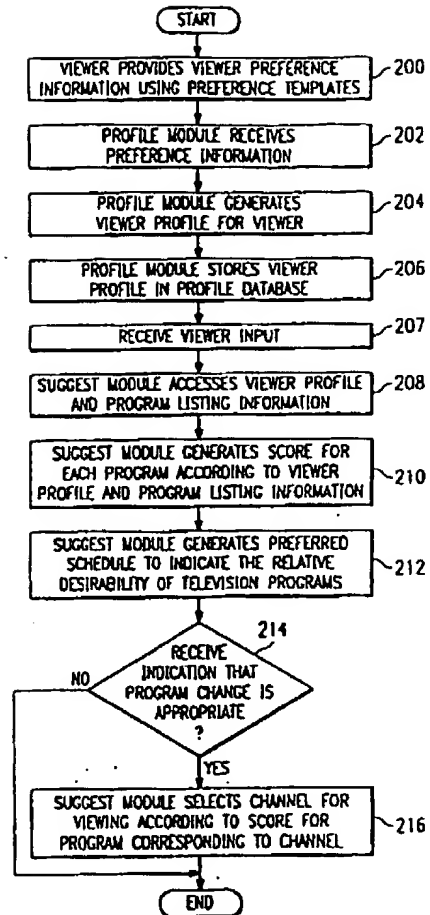 START
VIEWER PROVIDES VIEWER PREFERENCE
INFORMATION USING PREFERENCE TEMPLATES
200
PROFILE MODULE RECEIVES
PREFERENCE INFORMATION
202
PROFILE MODULE GENERATES
VIEWER PROFILE FOR VIEWER
204
PROFILE MODULE STORES VIEWER
PROFILE IN PROFILE DATABASE
206
RECEIVE VIEWER INPUT
207
SUGGEST MODULE ACCESSES VIEWER PROFILE
AND PROGRAM LISTING INFORMATION
208
SUGGEST MODULE GENERATES SCORE FOR
EACH PROGRAM ACCORDING TO VIEWER
PROFILE AND PROGRAM LISTING INFORMATION
210
SUGGEST MODULE GENERATES PREFERRED
SCHEDULE TO INDICATE THE RELATIVE
DESIRABILITY OF TELEVISION PROGRAMS
212
214
RECEIVE
INDICATION THAT
PROGRAM CHANGE IS
APPROPRIATE
?
NO
YES
SUGGEST MODULE SELECTS CHANNEL FOR
VIEWING ACCORDING TO SCORE FOR
PROGRAM CORRESPONDING TO CHANNEL
216
END